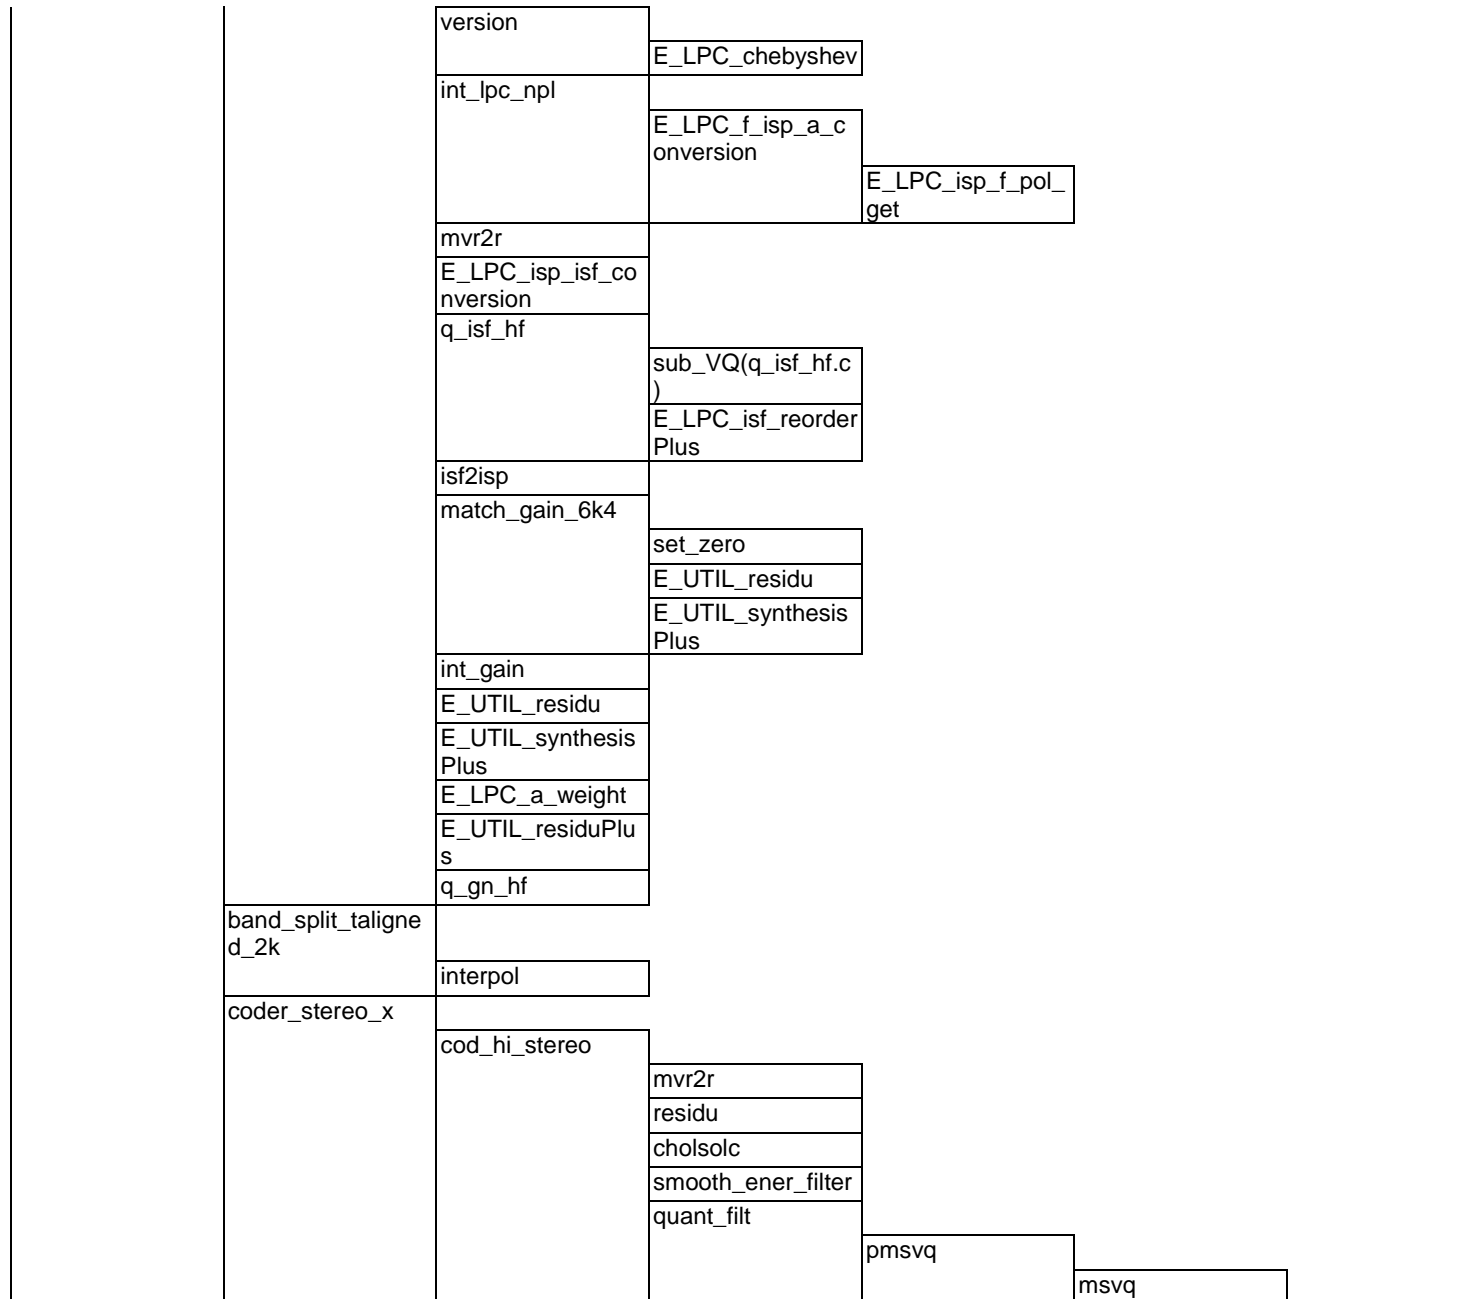 version
E_LPC_chebyshev
int_lpc_npl
E_LPC_f_isp_a_c
onversion
E_LPC_isp_f_pol_
get
mvr2r
E_LPC_isp_isf_co
nversion
q_isf_hf
sub_VQ(q_isf_hf.c
)
E_LPC_isf_reorder
Plus
isf2isp
match_gain_6k4
set_zero
E_UTIL_residu
E_UTIL_synthesis
Plus
int_gain
E_UTIL_residu
E_UTIL_synthesis
Plus
E_LPC_a_weight
E_UTIL_residuPlu
s
q_gn_hf
band_split_taligne
d_2k
interpol
coder_stereo_x
cod_hi_stereo
mvr2r
residu
cholsolc
smooth_ener_filter
quant_filt
pmsvq
msvq